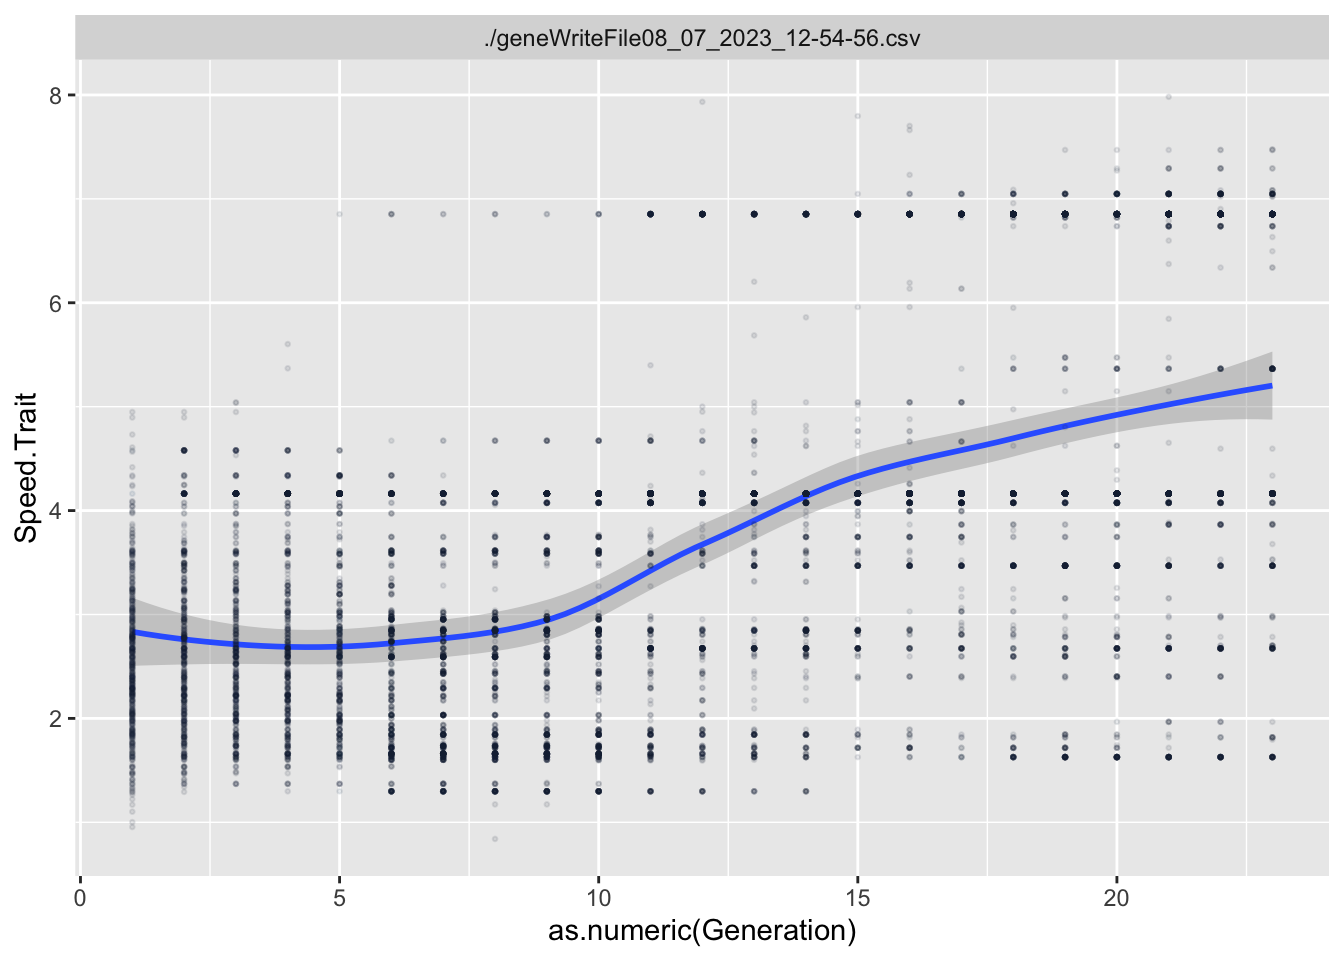 ./geneWriteFile08_07_2023_12-54-56.csv
8
6
4
2
Speed.Trait
0 5 10 15 20
as.numeric(Generation)